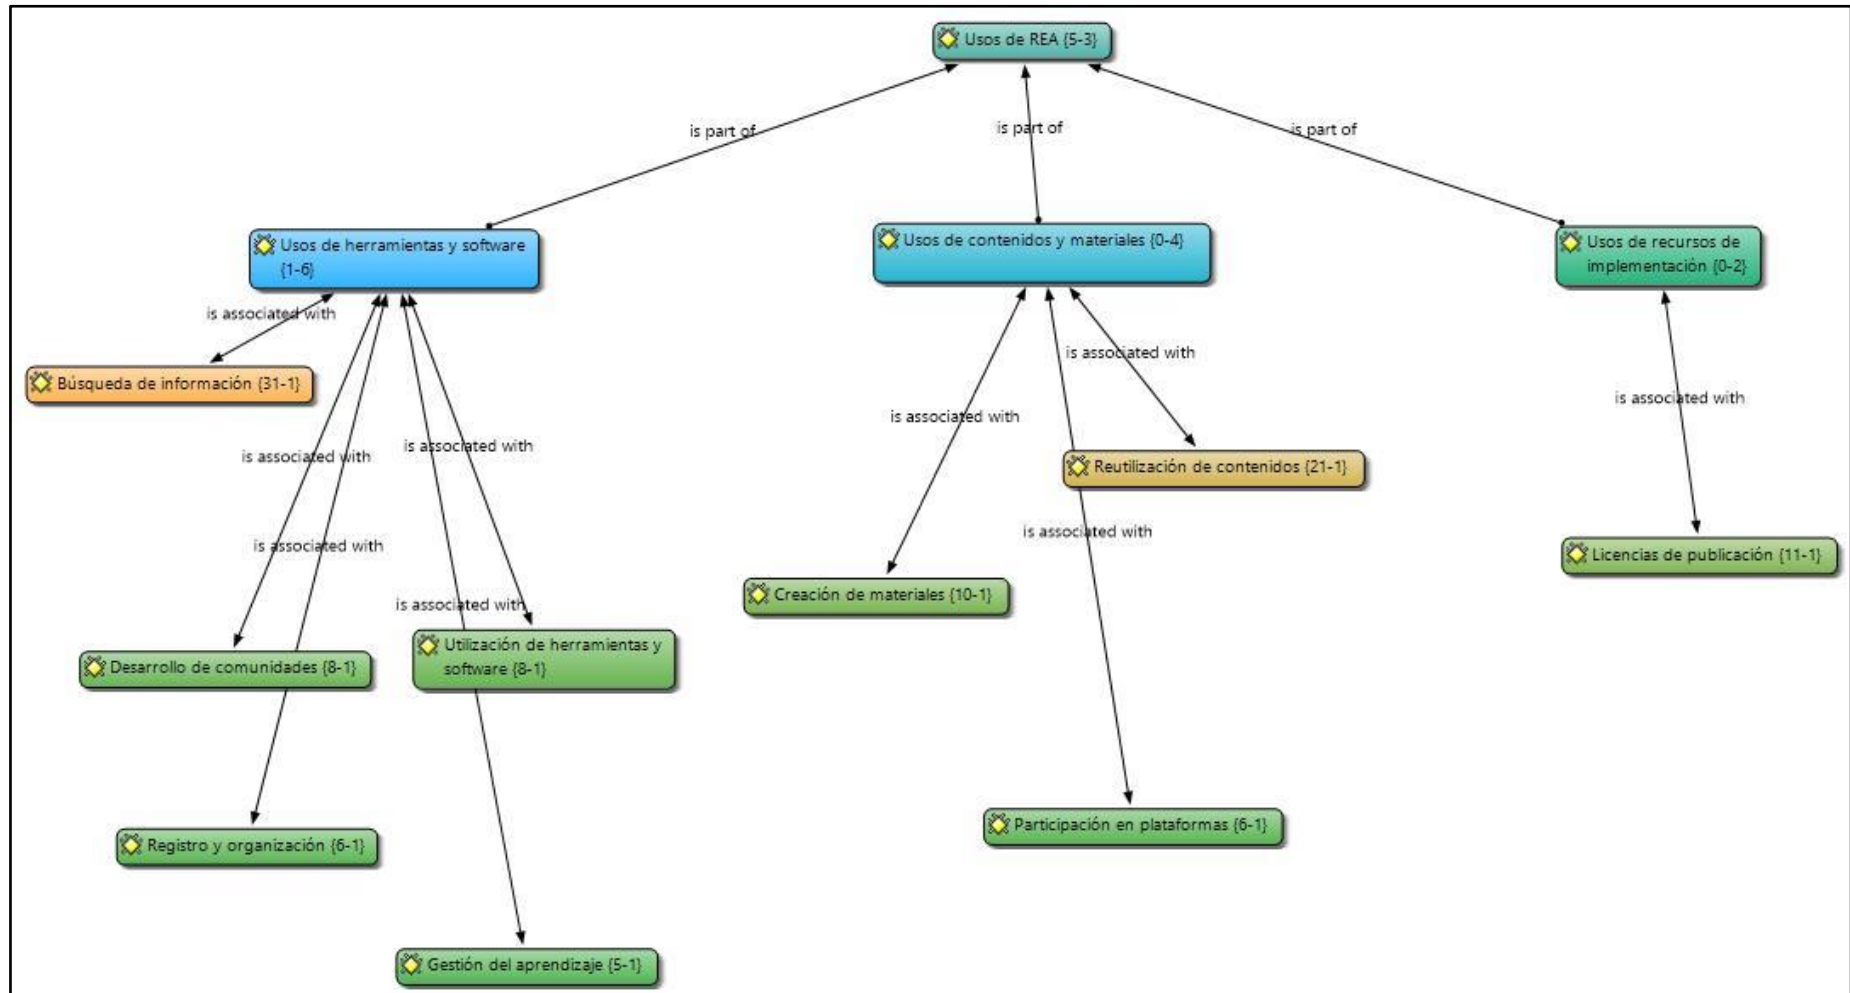 Usos de REA {5-3}
is part of
is part of
is part of
Usos de herramientas y software
{1-6}
Usos de contenidos y materiales {0-4}
Usos de recursos de
implementación {0-2}
is associated with
Búsqueda de información {31-1}
is associated with
is associated with
is associated with
is associated with
is associated with
is associated with
Reutilización de contenidos {21-1}
is associated with
is associated with
Licencias de publicación {11-1}
is associated with
Creación de materiales {10-1}
Desarrollo de comunidades {8-1}
Utilización de herramientas y
software {8-1}
Registro y organización {6-1}
Participación en plataformas {6-1}
Gestión del aprendizaje {5-1}